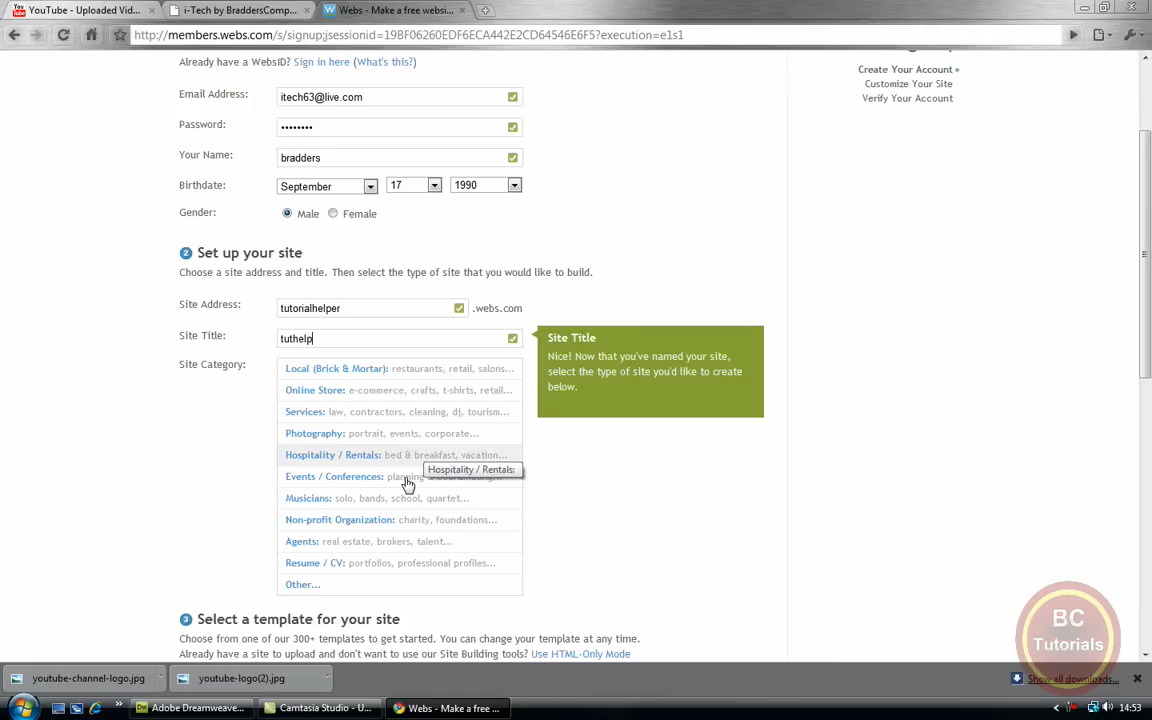 YouTube - Uploaded Vide...
i-Tech by BraddersComp...
Webs - Make a free websi...
http://members.webs.com/s/signup;jsessionid=19BF06260EDF6ECA442E2CD64546E6F5?execution=e1s1
Already have a WebsID? Sign in here (What's this?)
Create Your Account
Customize Your Site
Verify Your Account
Email Address: itech63@live.com
Password: ••••••••
Your Name: bradders
Birthdate: September 17 1990
Gender: Male Female
2 Set up your site
Choose a site address and title. Then select the type of site that you would like to build.
Site Address: tutorialhelper .webs.com
Site Title: tuthelp
Site Title
Nice! Now that you've named your site,
select the type of site you'd like to create
below.
Site Category:
Local (Brick & Mortar): restaurants, retail, salons...
Online Store: e-commerce, crafts, t-shirts, retail...
Services: law, contractors, cleaning, dj, tourism...
Photography: portrait, events, corporate...
Hospitality / Rentals: bed & breakfast, vacation...
Hospitality / Rentals:
Events / Conferences: planning
Musicians: solo, bands, school, quartet...
Non-profit Organization: charity, foundations...
Agents: real estate, brokers, talent...
Resume / CV: portfolios, professional profiles...
Other...
3 Select a template for your site
Choose from one of our 300+ templates to get started. You can change your template at any time.
Already have a site to upload and don't want to use our Site Building tools? Use HTML-Only Mode
BC
Tutorials
youtube-channel-logo.jpg
youtube-logo(2).jpg
Show all downloads...
Adobe Dreamweave...
Camtasia Studio - U...
Webs - Make a free ...
14:53